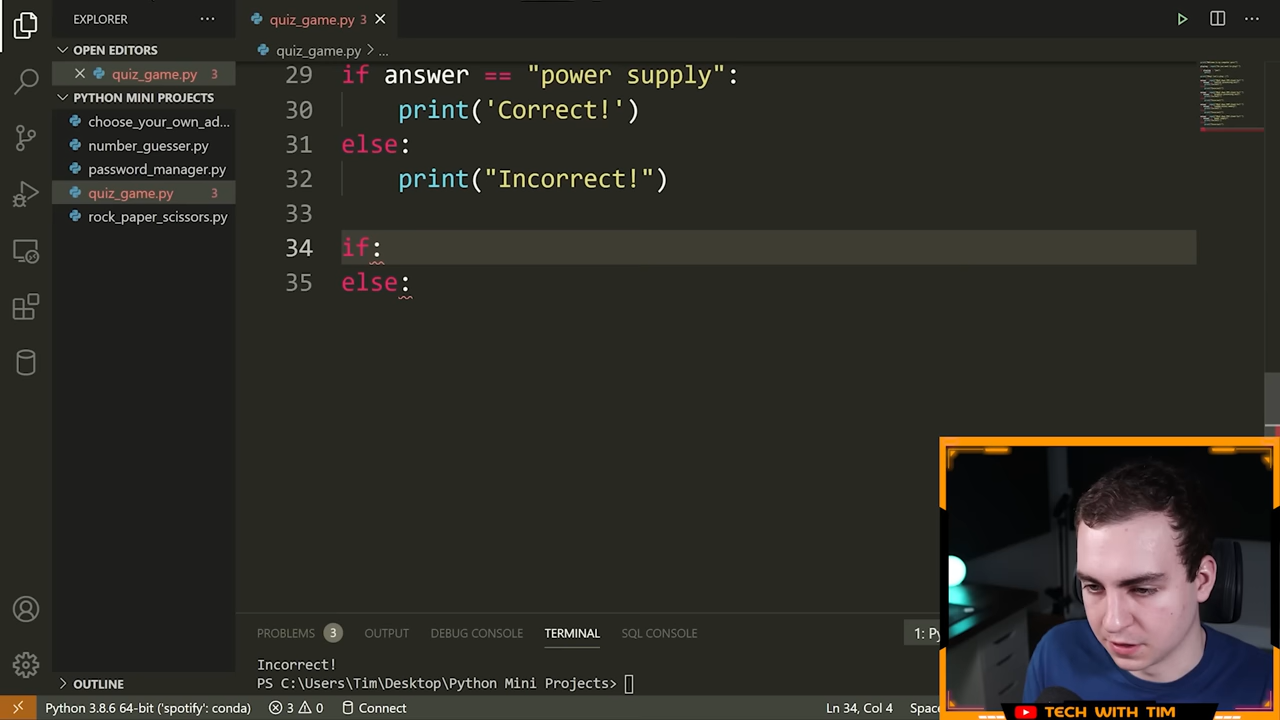 EXPLORER
...
quiz_game.py 3
OPEN EDITORS
quiz_game.py 3
PYTHON MINI PROJECTS
choose_your_own_ad...
number_guesser.py
password_manager.py
quiz_game.py 3
rock_paper_scissors.py
OUTLINE
quiz_game.py > ...
29 if answer == "power supply":
30 print('Correct!')
31 else:
32 print("Incorrect!")
33
34 if:
35 else:
PROBLEMS 3 OUTPUT DEBUG CONSOLE TERMINAL SQL CONSOLE 1: Py
Incorrect!
PS C:\Users\Tim\Desktop\Python Mini Projects>
Python 3.8.6 64-bit ('spotify': conda) 3 0 Connect Ln 34, Col 4 Space
TECH WITH TIM